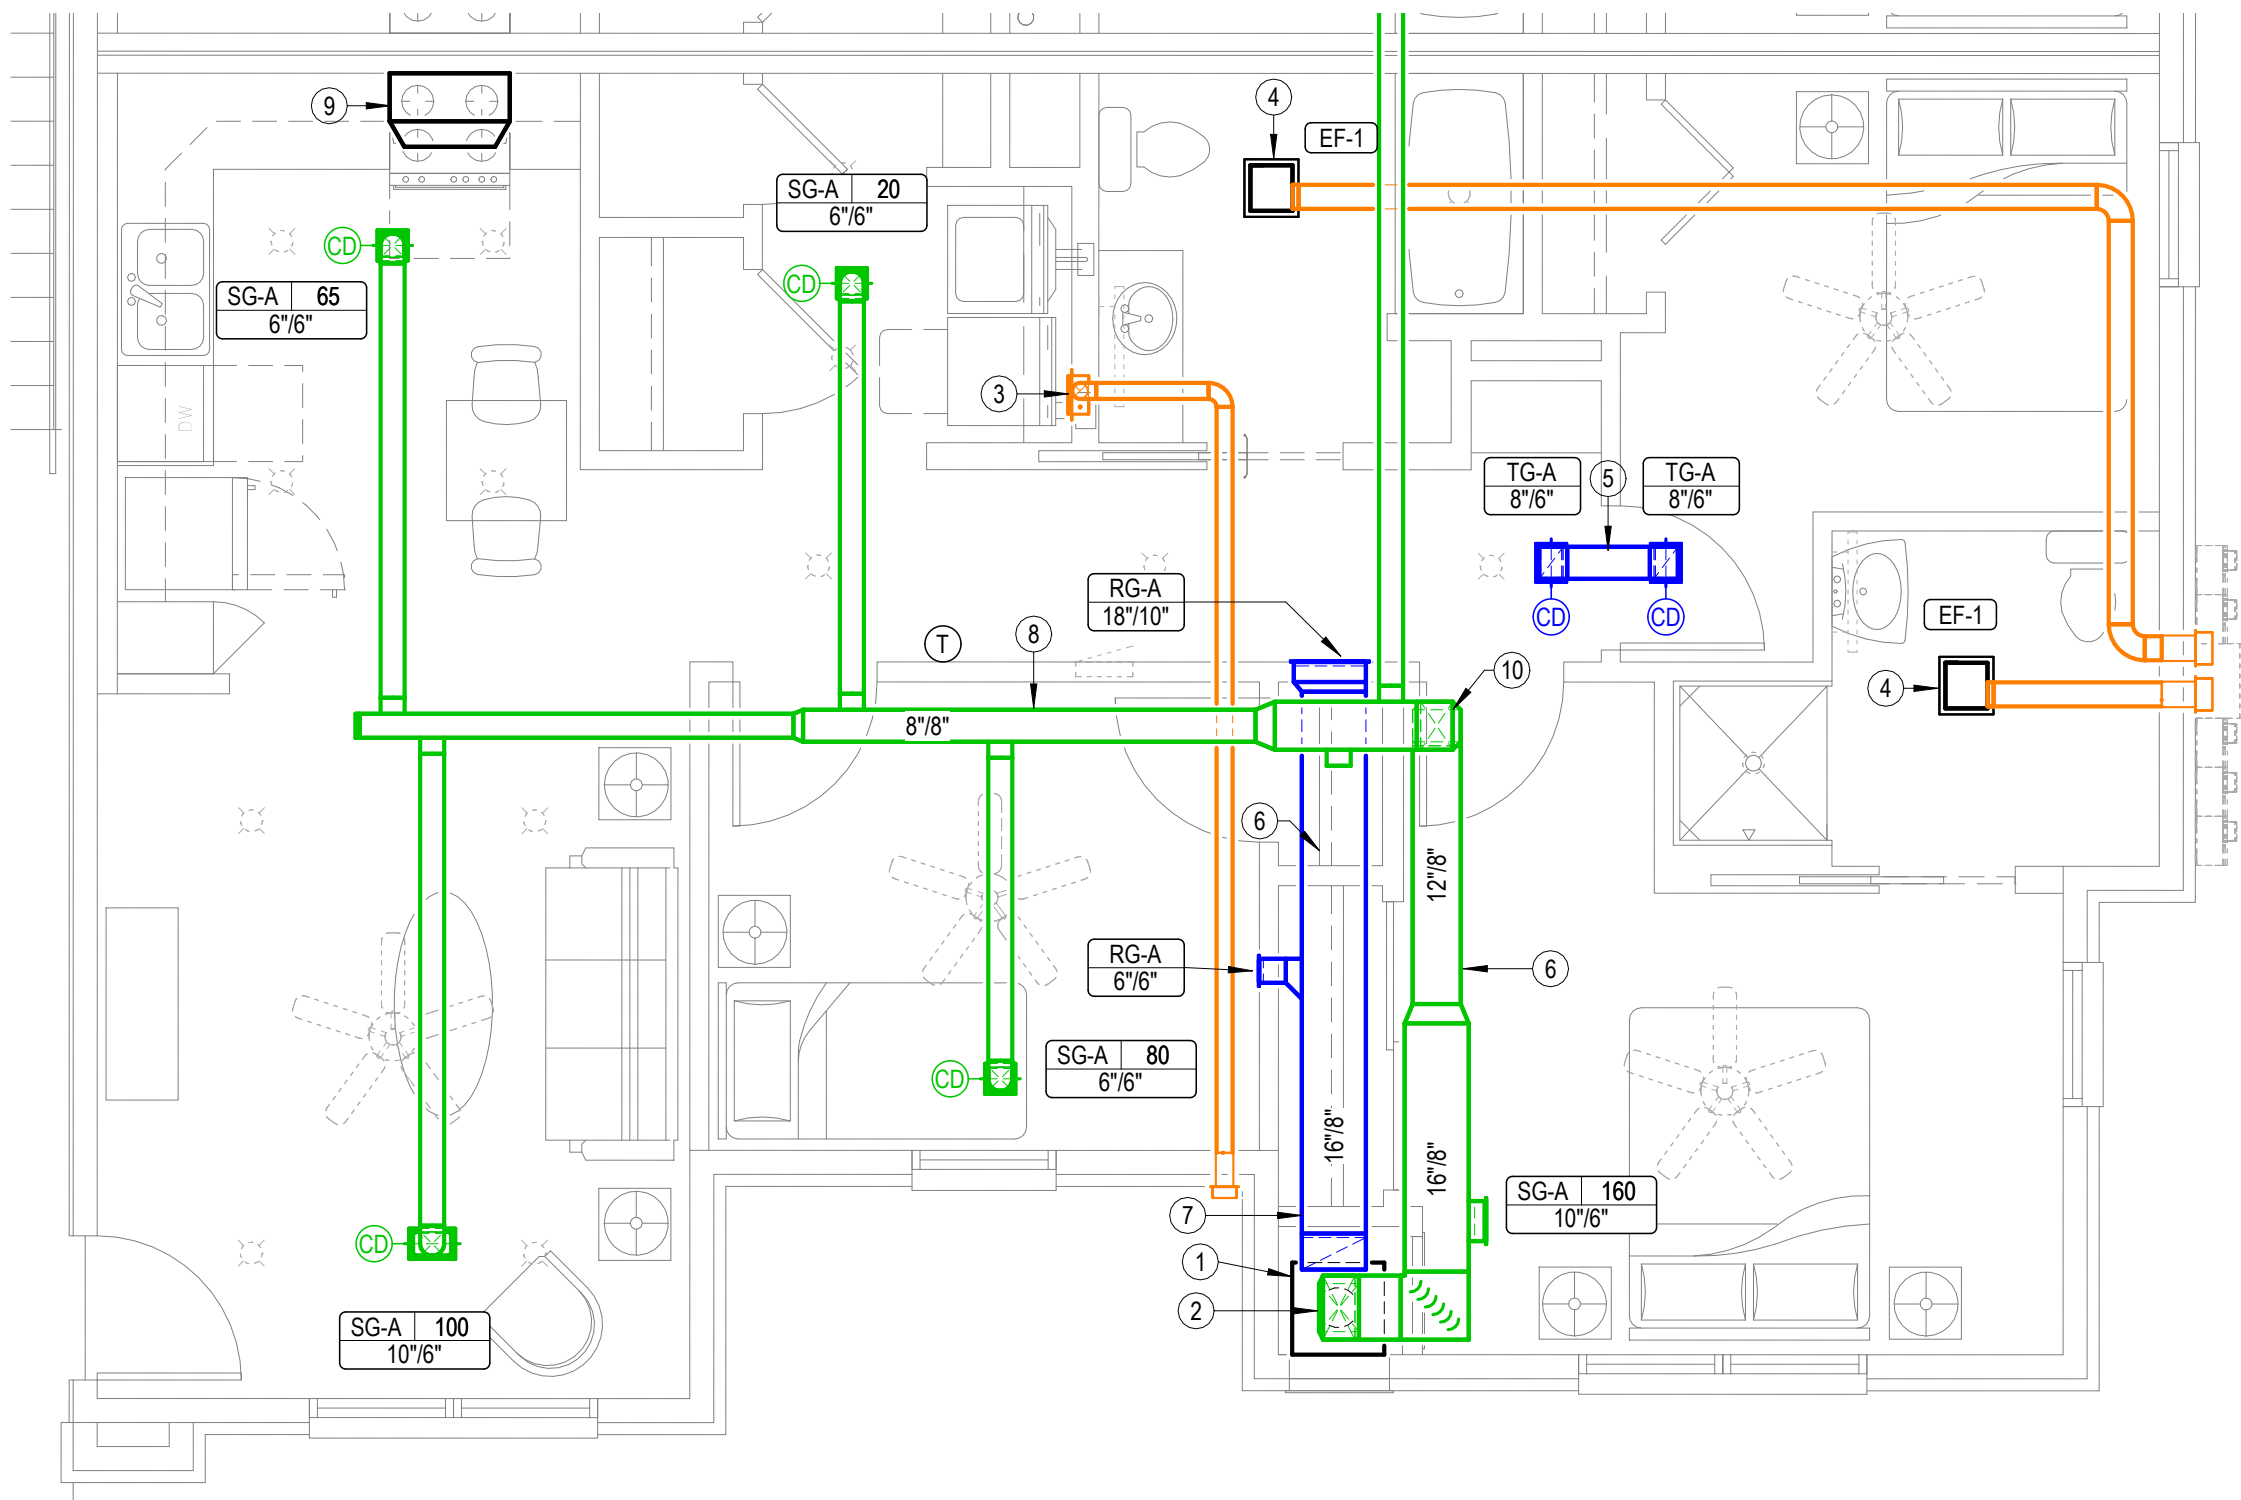 9
4
EF-1
SG-A 20
6"/6"
CD
CD
SG-A 65
6"/6"
3
DW
TG-A
8"/6"
5
TG-A
8"/6"
RG-A
18"/10"
CD
CD
EF-1
T
8
10
4
8"/8"
6
12"/8"
RG-A
6"/6"
6
SG-A 80
6"/6"
CD
16"/8"
16"/8"
SG-A 160
10"/6"
7
CD
1
2
SG-A 100
10"/6"